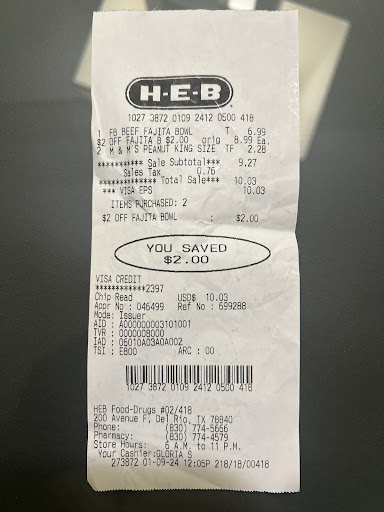 H-E-B
1027 3872 0109 2412 0500 418
1 FB BEEF FAJITA BOWL T 6.99
$2 OFF FAJITA B $2.00 orig 8.99 Ea.
2 M & M'S PEANUT KING SIZE TF 2.28
*********** Sale Subtotal*** 9.27
Sales Tax 0.76
************** Total Sale*** 10.03
*** VISA EPS 10.03
ITEMS PURCHASED: 2
$2 OFF FAJITA BOWL : $2.00
YOU SAVED
$2.00
VISA CREDIT
************2397
Chip Read USD$ 10.03
Appr No : 046499 Ref No : 699288
Mode: Issuer
AID : A000000003101001
TVR : 0000008000
IAD : 06010A03A0A002
TSI : E800 ARC : 00
1027 3872 0109 2412 0500 418
HEB Food-Drugs #02/418
200 Avenue F, Del Rio, TX 78840
Phone: (830) 774-5666
Pharmacy: (830) 774-4579
Store Hours: 6 A.M. to 11 P.M.
Your Cashier:GLORIA S
273872 01-09-24 12:05P 218/18/00418